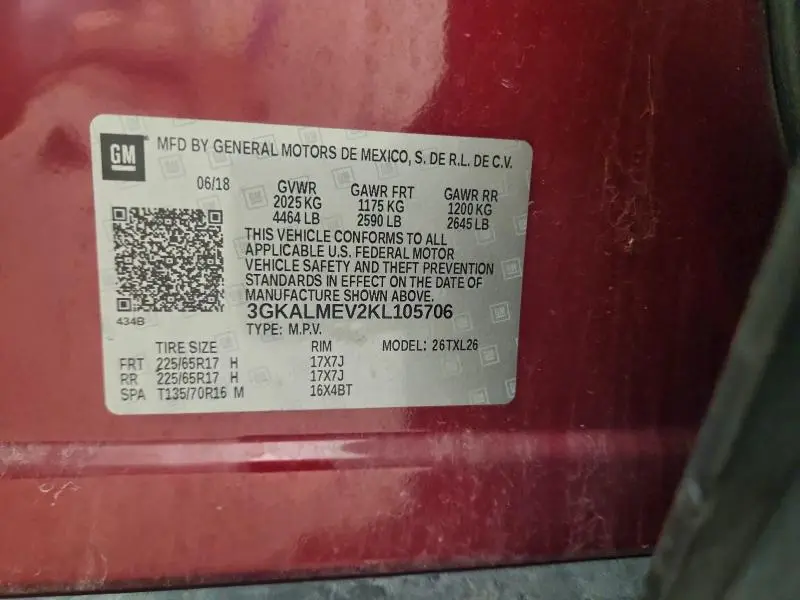 GM MFD BY GENERAL MOTORS DE MEXICO, S. DE R.L. DE C.V.
06/18 GVWR GAWR FRT GAWR RR
2025 KG 1175 KG 1200 KG
4464 LB 2590 LB 2645 LB
THIS VEHICLE CONFORMS TO ALL
APPLICABLE U.S. FEDERAL MOTOR
VEHICLE SAFETY AND THEFT PREVENTION
STANDARDS IN EFFECT ON THE DATE OF
MANUFACTURE SHOWN ABOVE.
3GKALMEV2KL105706
434B
TYPE: M.P.V.
TIRE SIZE RIM MODEL: 26TXL26
FRT 225/65R17 H 17X7J
RR 225/65R17 H 17X7J
SPA T135/70R16 M 16X4BT